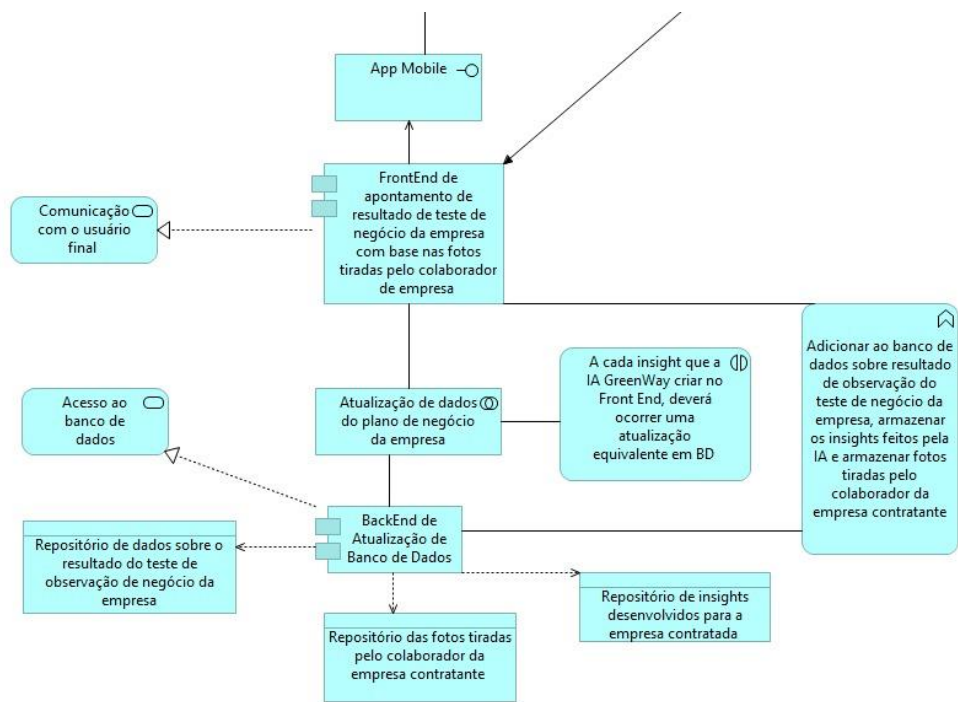 App Mobile
FrontEnd de
apontamento de
resultado de teste de
negócio da empresa
com base nas fotos
tiradas pelo colaborador
de empresa
Comunicação
com o usuário
final
Adicionar ao banco de
dados sobre resultado
de observação do
teste de negócio da
empresa, armazenar
os insights feitos pela
IA e armazenar fotos
tiradas pelo
colaborador da
empresa contratante
A cada insight que a
IA GreenWay criar no
Front End, deverá
ocorrer uma
atualização
equivalente em BD
Atualização de dados
do plano de negócio
da empresa
Acesso ao
banco de
dados
BackEnd de
Atualização de
Banco de Dados
Repositório de dados sobre o
resultado do teste de
observação de negócio da
empresa
Repositório de insights
desenvolvidos para a
empresa contratada
Repositório das fotos tiradas
pelo colaborador da
empresa contratante